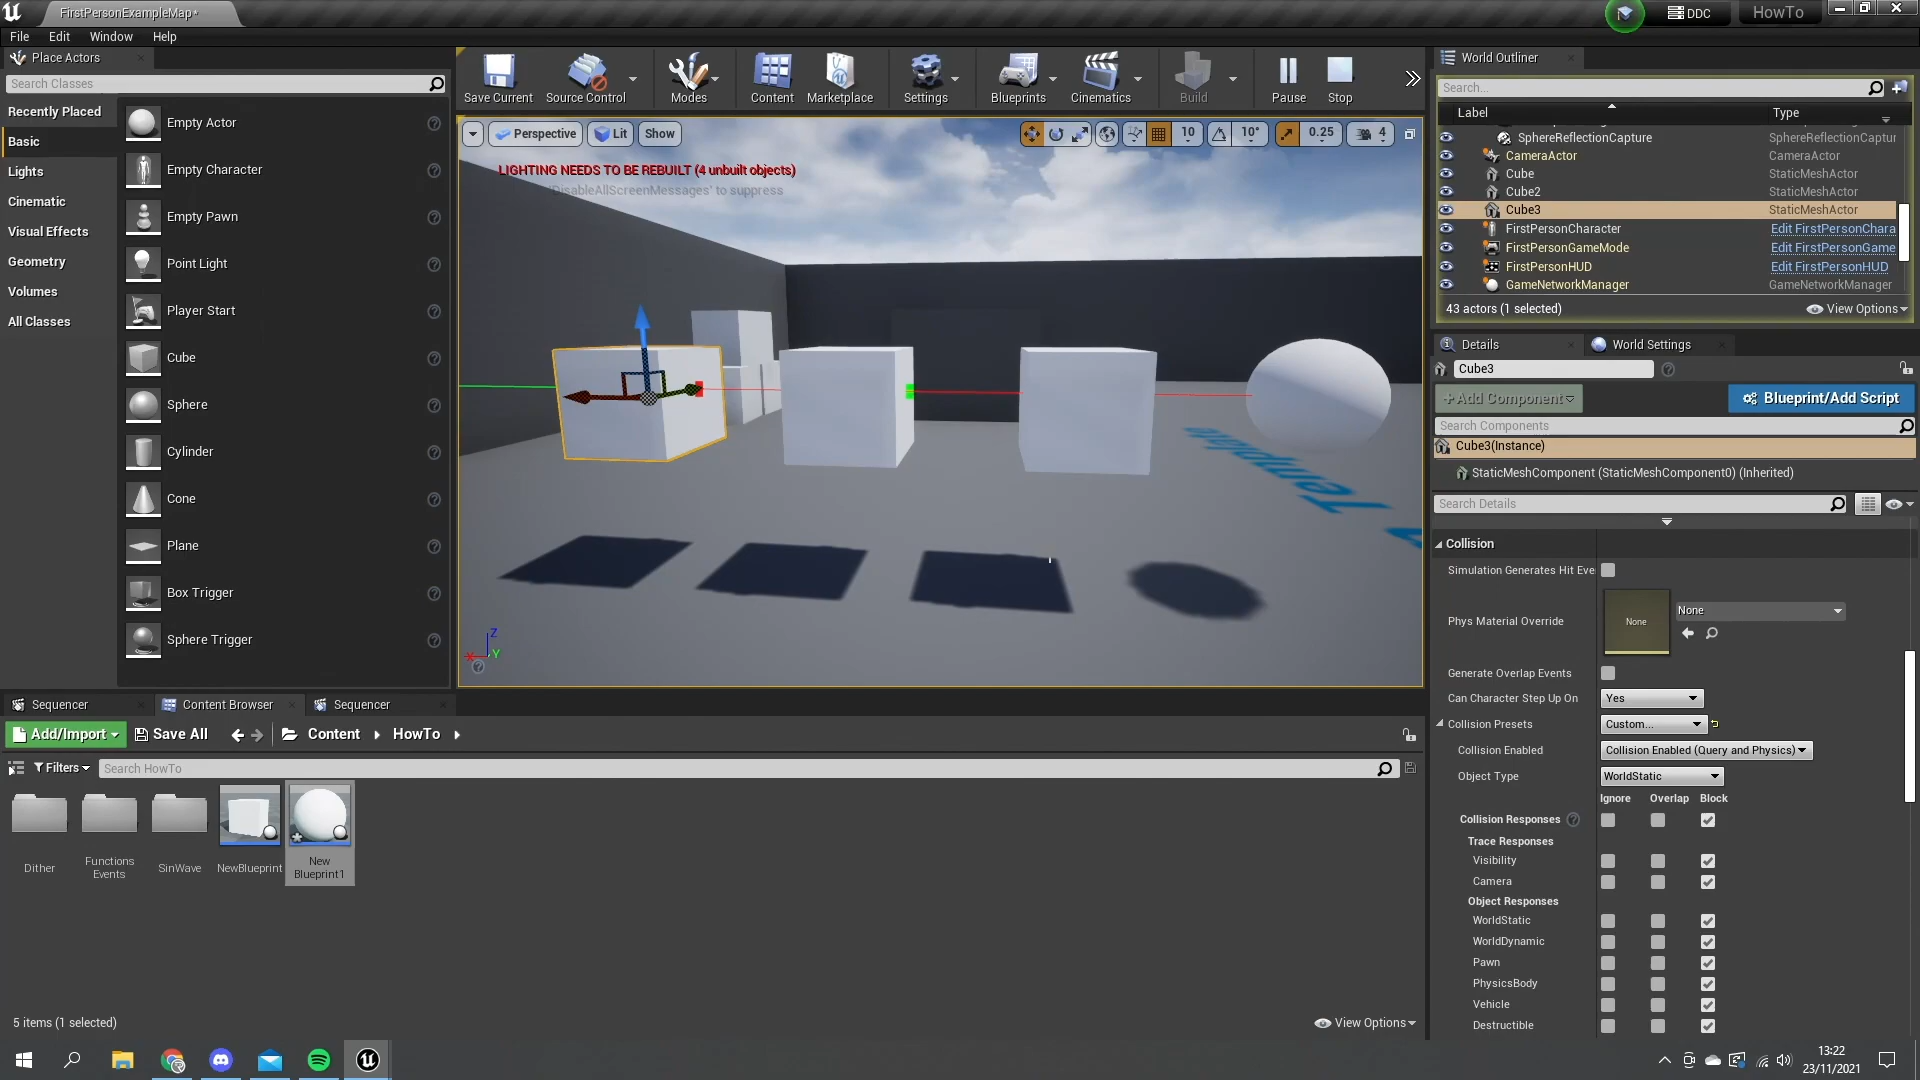 FirstPersonExampleMap*
DDC
HowTo
File Edit Window Help
Place Actors
Search Classes
Recently Placed
Basic
Lights
Cinematic
Visual Effects
Geometry
Volumes
All Classes
Empty Actor
Empty Character
Empty Pawn
Point Light
Player Start
Cube
Sphere
Cylinder
Cone
Plane
Box Trigger
Sphere Trigger
Save Current
Source Control
Modes
Content
Marketplace
Settings
Blueprints
Cinematics
Build
Pause
Stop
Perspective Lit Show
10 10° 0.25 4
LIGHTING NEEDS TO BE REBUILT (4 unbuilt objects)
'DisableAllScreenMessages' to suppress
Z
X Y
World Outliner
Search...
Label Type
SphereReflectionCapture SphereReflectionCaptur
CameraActor CameraActor
Cube StaticMeshActor
Cube2 StaticMeshActor
Cube3 StaticMeshActor
FirstPersonCharacter Edit FirstPersonChara
FirstPersonGameMode Edit FirstPersonGame
FirstPersonHUD Edit FirstPersonHUD
GameNetworkManager GameNetworkManager
43 actors (1 selected)
View Options
Details
World Settings
Cube3
+ Add Component
Blueprint/Add Script
Search Components
Cube3(Instance)
StaticMeshComponent (StaticMeshComponent0) (Inherited)
Search Details
Collision
Simulation Generates Hit Eve
Phys Material Override
None
None
Generate Overlap Events
Can Character Step Up On Yes
Collision Presets Custom...
Collision Enabled Collision Enabled (Query and Physics)
Object Type WorldStatic
Ignore Overlap Block
Collision Responses
Trace Responses
Visibility
Camera
Object Responses
WorldStatic
WorldDynamic
Pawn
PhysicsBody
Vehicle
Destructible
Sequencer
Content Browser
Sequencer
Add/Import
Save All
Content
HowTo
Filters
Search HowTo
Dither
Functions
Events
SinWave
NewBlueprint
New
Blueprint1
5 items (1 selected)
View Options
13:22
23/11/2021